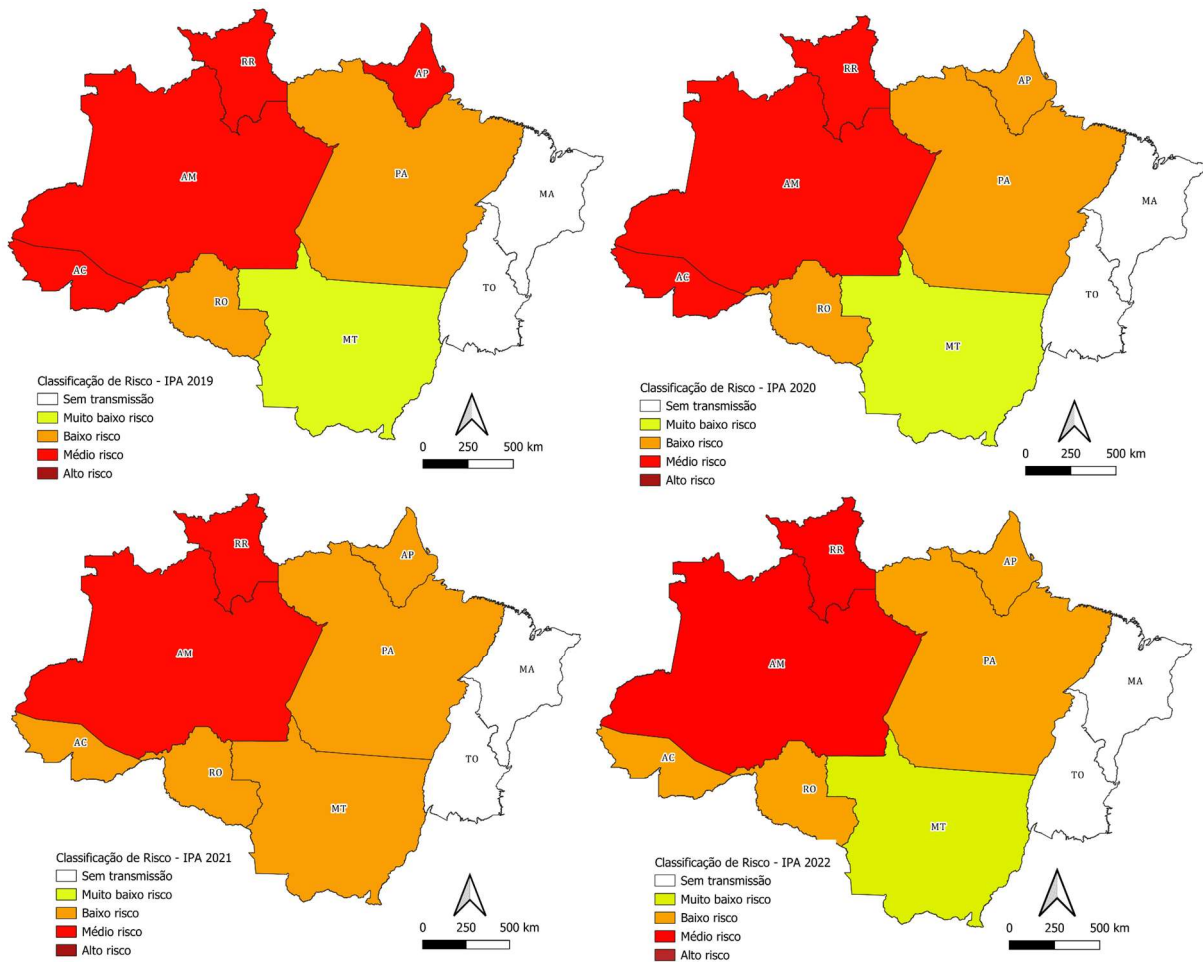 RR
AP
AM
PA
MA
AC
RO
TO
MT
Classificação de Risco - IPA 2019
Sem transmissão
Muito baixo risco
Baixo risco
Médio risco
Alto risco
0 250 500 km
RR
AP
AM
PA
MA
AC
RO
TO
MT
Classificação de Risco - IPA 2020
Sem transmissão
Muito baixo risco
Baixo risco
Médio risco
Alto risco
0 250 500 km
RR
AP
AM
PA
MA
AC
RO
TO
MT
Classificação de Risco - IPA 2021
Sem transmissão
Muito baixo risco
Baixo risco
Médio risco
Alto risco
0 250 500 km
RR
AP
AM
PA
MA
AC
RO
TO
MT
Classificação de Risco - IPA 2022
Sem transmissão
Muito baixo risco
Baixo risco
Médio risco
Alto risco
0 250 500 km